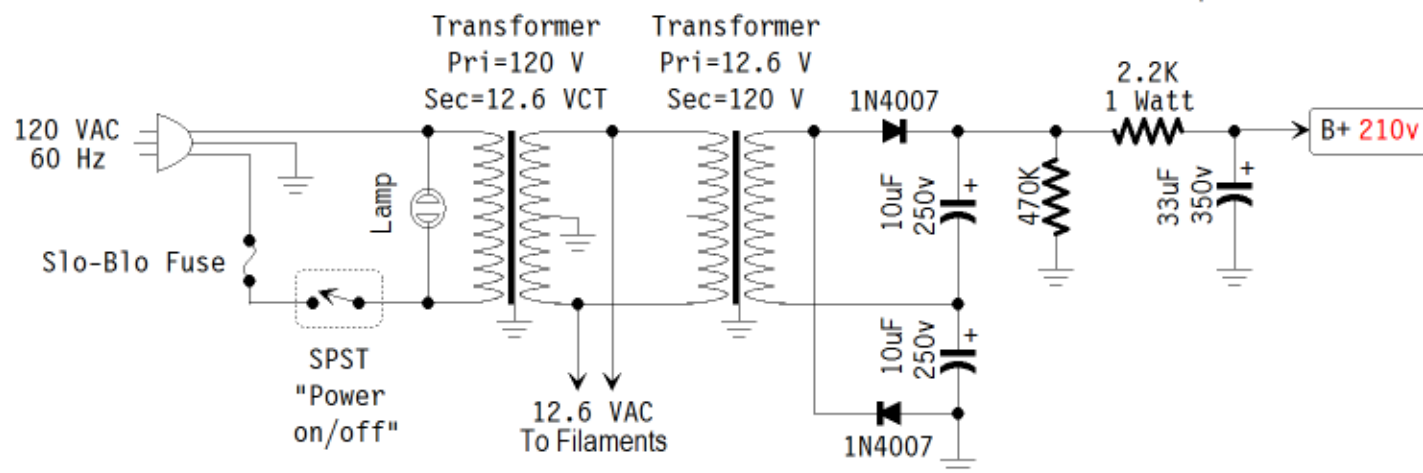 Transformer
Pri=120 V
Sec=12.6 VCT
Transformer
Pri=12.6 V
Sec=120 V
1N4007
2.2K
1 Watt
120 VAC
60 Hz
B+ 210v
Lamp
10uF
250v
+
470K
33uF
350v
+
Slo-Blo Fuse
SPST
"Power
on/off"
12.6 VAC
To Filaments
10uF
250v
+
1N4007